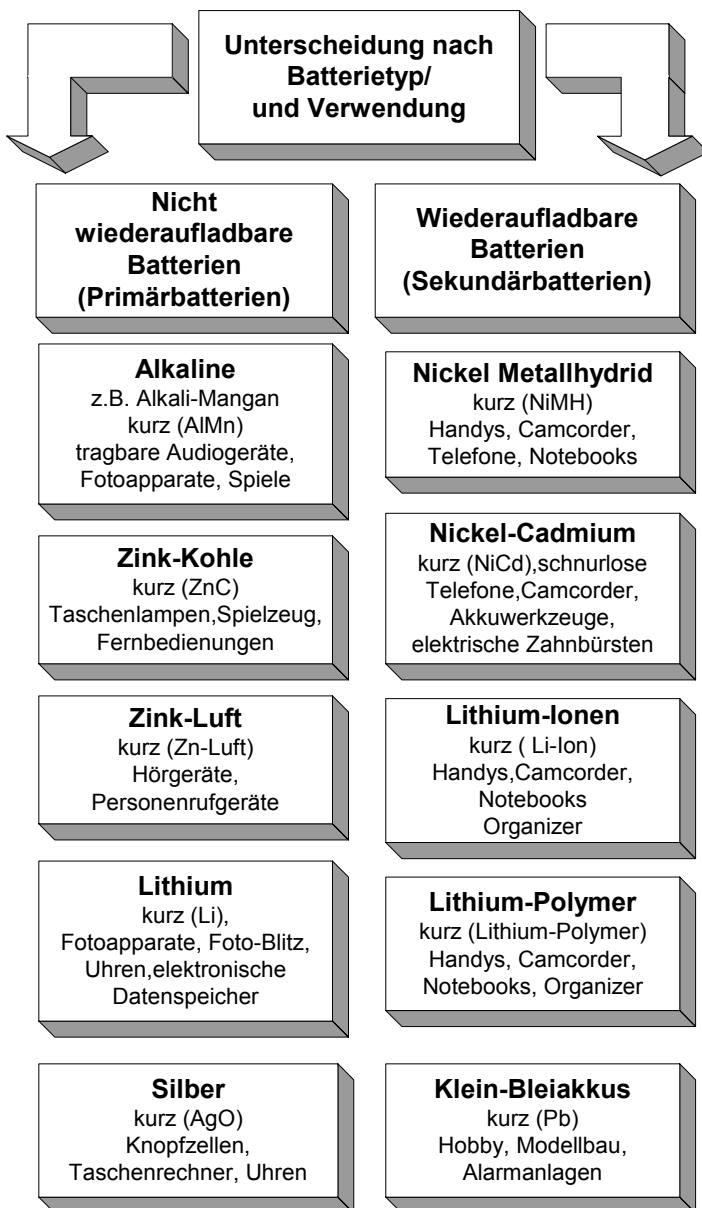 Unterscheidung nach
Batterietyp/
und Verwendung
Nicht
wiederaufladbare
Batterien
(Primärbatterien)
Alkaline
z.B. Alkali-Mangan
kurz (AlMn)
tragbare Audiogeräte,
Fotoapparate, Spiele
Zink-Kohle
kurz (ZnC)
Taschenlampen,Spielzeug,
Fernbedienungen
Zink-Luft
kurz (Zn-Luft)
Hörgeräte,
Personenrufgeräte
Lithium
kurz (Li),
Fotoapparate, Foto-Blitz,
Uhren,elektronische
Datenspeicher
Silber
kurz (AgO)
Knopfzellen,
Taschenrechner, Uhren
Wiederaufladbare
Batterien
(Sekundärbatterien)
Nickel Metallhydrid
kurz (NiMH)
Handys, Camcorder,
Telefone, Notebooks
Nickel-Cadmium
kurz (NiCd),schnurlose
Telefone,Camcorder,
Akkuwerkzeuge,
elektrische Zahnbürsten
Lithium-Ionen
kurz ( Li-Ion)
Handys,Camcorder,
Notebooks
Organizer
Lithium-Polymer
kurz (Lithium-Polymer)
Handys, Camcorder,
Notebooks, Organizer
Klein-Bleiakkus
kurz (Pb)
Hobby, Modellbau,
Alarmanlagen